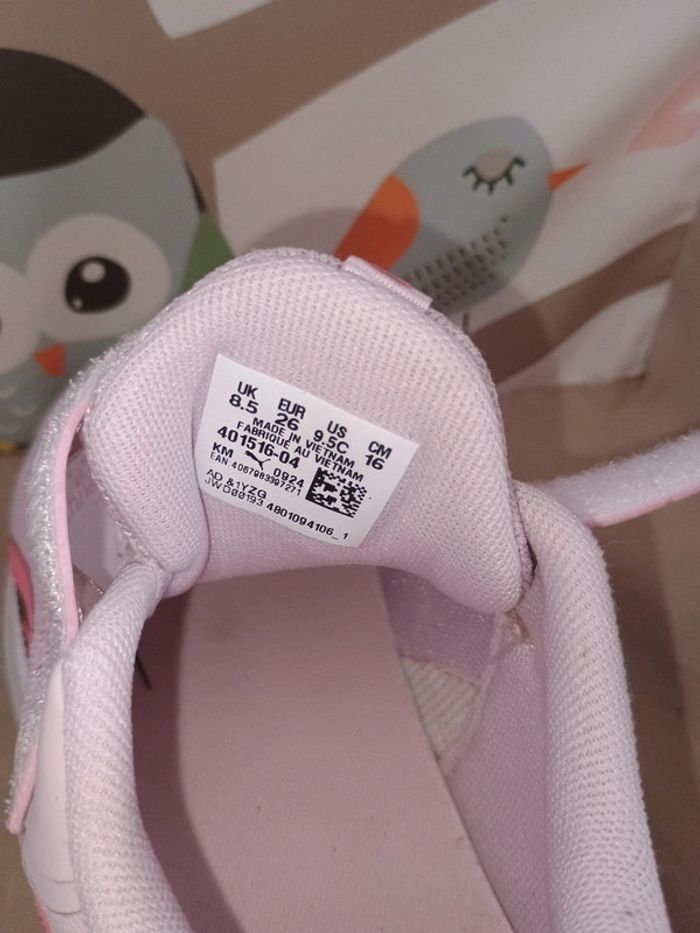 UK EUR US CM
8.5 26 9.5C 16
MADE IN VIETNAM
FABRIQUE AU VIETNAM
401516-04
KM 0924
EAN 4067983397271
AD &1YZG
JWD00193 4801094106_1